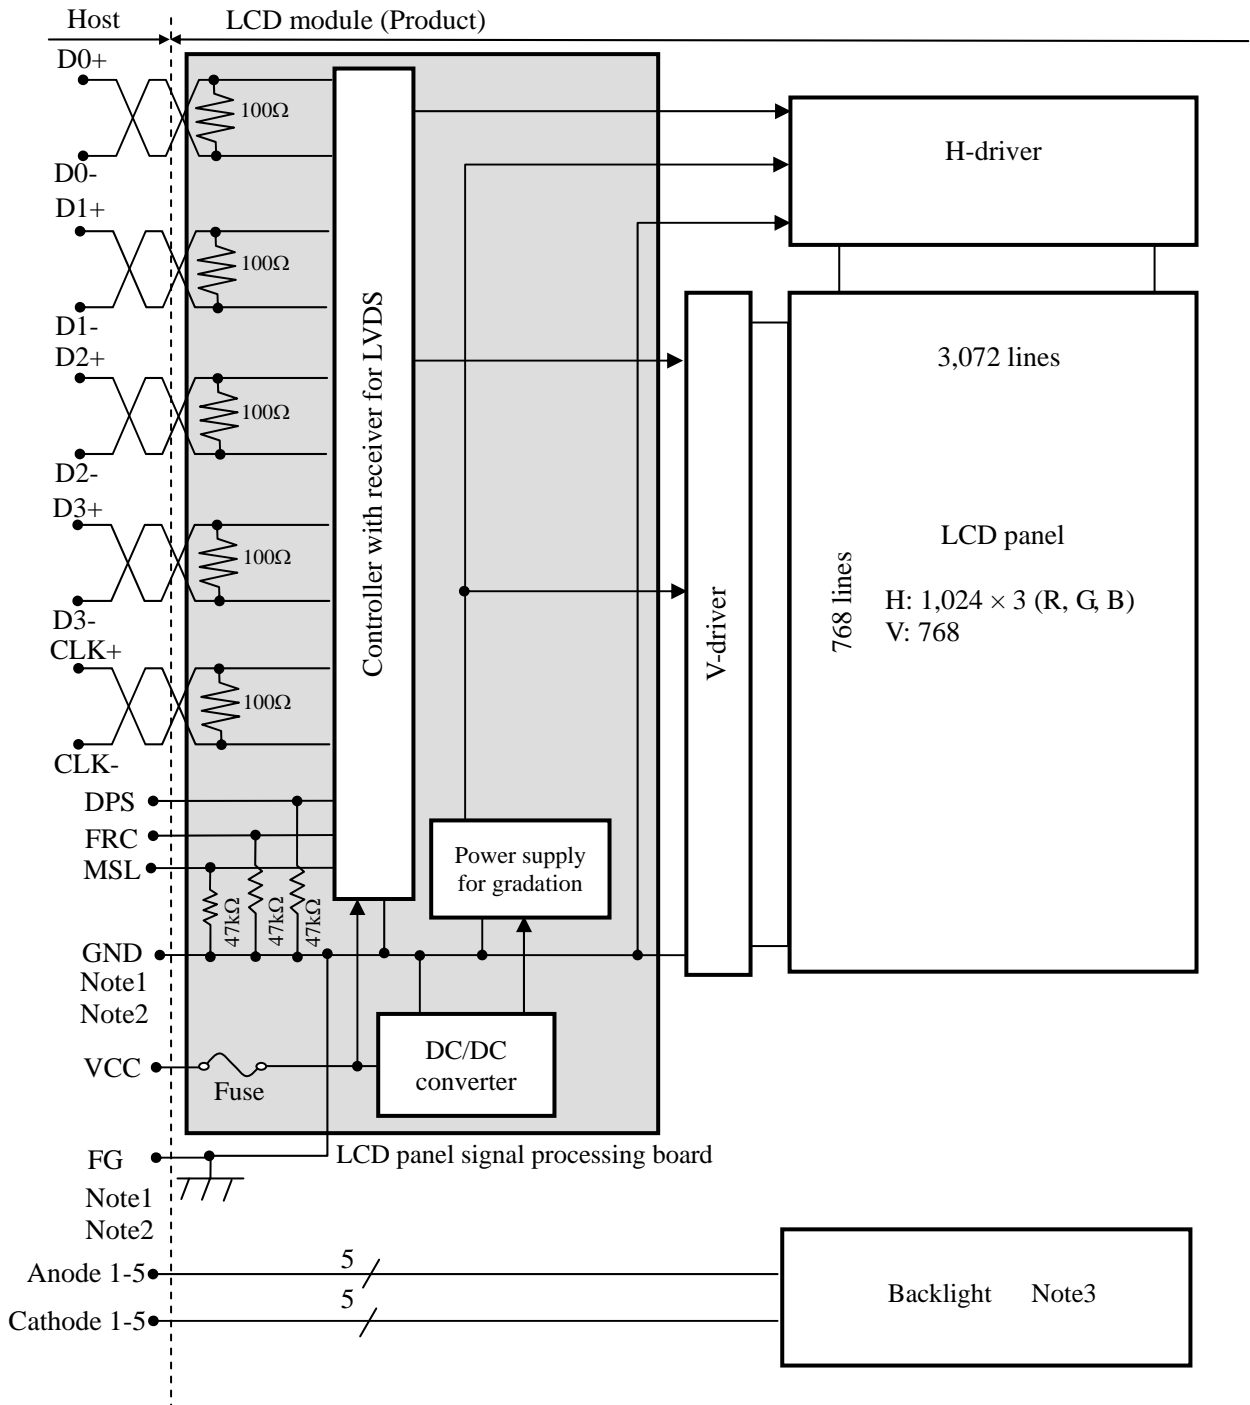 Host
LCD module (Product)
D0+
100Ω
D0-
H-driver
D1+
100Ω
D1-
D2+
100Ω
D2-
D3+
100Ω
D3-
CLK+
100Ω
CLK-
Controller with receiver for LVDS
V-driver
3,072 lines
768 lines
LCD panel
H: 1,024 × 3 (R, G, B)
V: 768
DPS
FRC
MSL
47kΩ
47kΩ
47kΩ
Power supply
for gradation
GND
Note1
Note2
VCC
Fuse
DC/DC
converter
LCD panel signal processing board
FG
Note1
Note2
Anode 1-5
5
Cathode 1-5
5
Backlight Note3